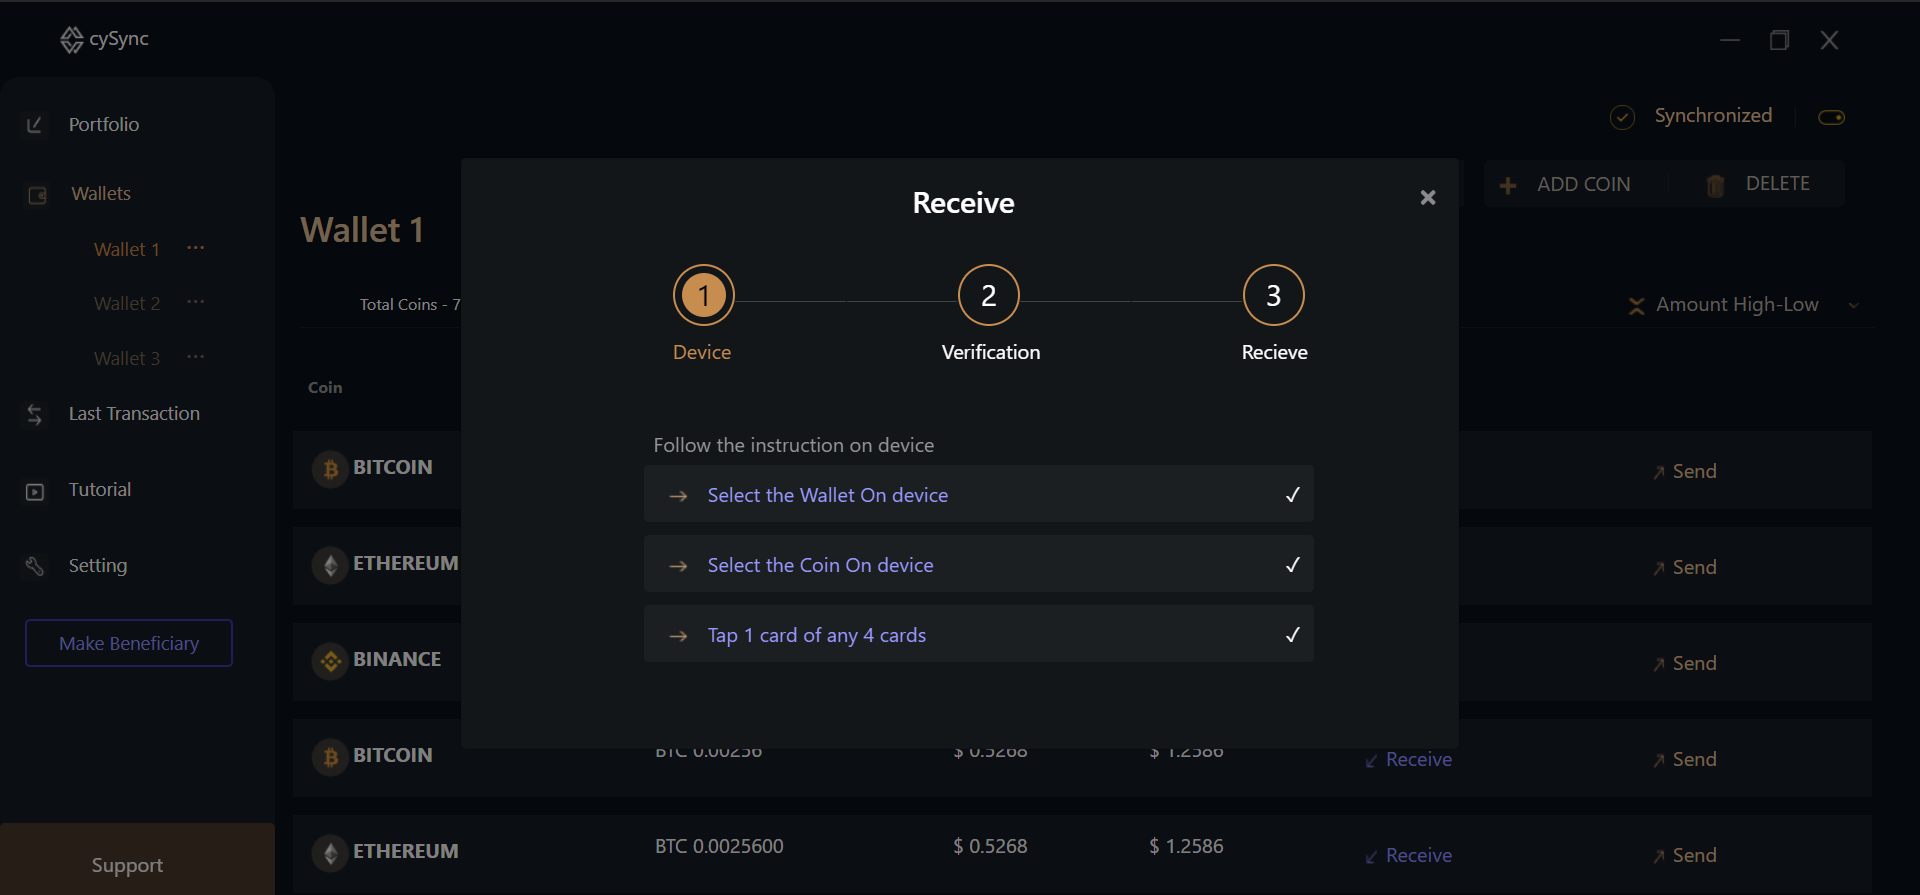 cySync
Portfolio
Wallets
Wallet 1 ...
Wallet 2 ...
Wallet 3 ...
Last Transaction
Tutorial
Setting
Make Beneficiary
Support
Synchronized
ADD COIN
DELETE
Wallet 1
Total Coins - 7
Amount High-Low
Coin
Receive
1
2
3
Device
Verification
Recieve
Follow the instruction on device
Select the Wallet On device
Select the Coin On device
Tap 1 card of any 4 cards
BITCOIN Send
ETHEREUM Send
BINANCE Send
BITCOIN BTC 0.00256 $ 0.5268 $ 1.2586 Receive Send
ETHEREUM BTC 0.0025600 $ 0.5268 $ 1.2586 Receive Send